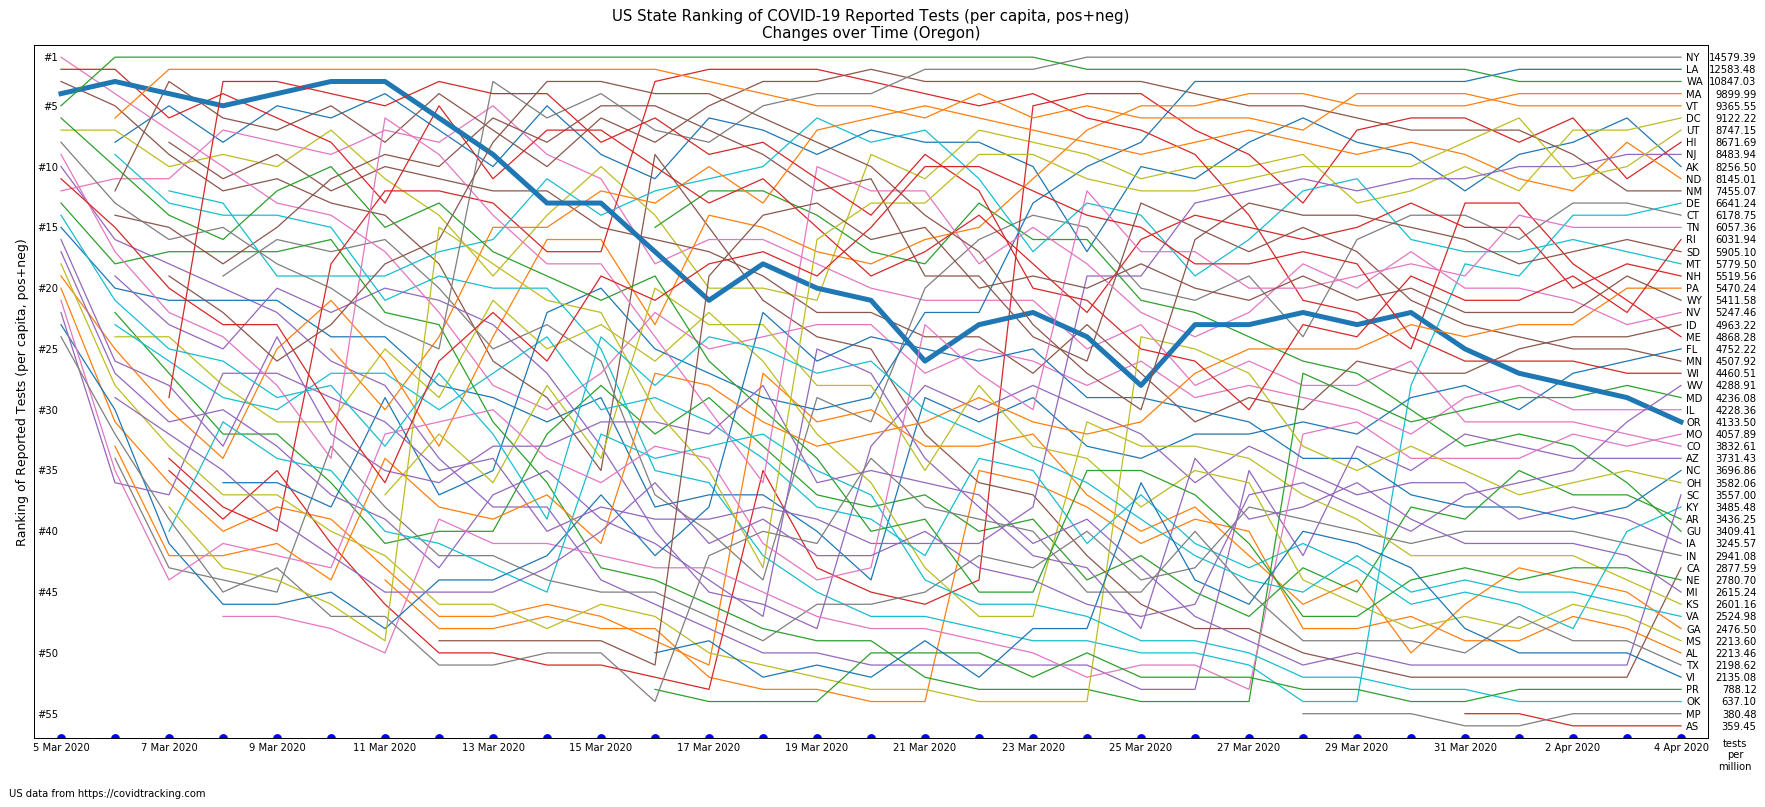 US State Ranking of COVID-19 Reported Tests (per capita, pos+neg)
Changes over Time (Oregon)
Ranking of Reported Tests (per capita, pos+neg)
#1
#5
#10
#15
#20
#25
#30
#35
#40
#45
#50
#55
NY 14579.39
LA 12583.48
WA 10847.03
MA 9899.99
VT 9365.55
DC 9122.22
UT 8747.15
HI 8671.69
NJ 8483.94
AK 8256.50
ND 8145.01
NM 7455.07
DE 6641.24
CT 6178.75
TN 6057.36
RI 6031.94
SD 5905.10
MT 5779.50
NH 5519.56
PA 5470.24
WY 5411.58
NV 5247.46
ID 4963.22
ME 4868.28
FL 4752.22
MN 4507.92
WI 4460.51
WV 4288.91
MD 4236.08
IL 4228.36
OR 4133.50
MO 4057.89
CO 3832.61
AZ 3731.43
NC 3696.86
OH 3582.06
SC 3557.00
KY 3485.48
AR 3436.25
GU 3409.41
IA 3245.57
IN 2941.08
CA 2877.59
NE 2780.70
MI 2615.24
KS 2601.16
VA 2524.98
GA 2476.50
MS 2213.60
AL 2213.46
TX 2198.62
VI 2135.08
PR 788.12
OK 637.10
MP 380.48
AS 359.45
5 Mar 2020 7 Mar 2020 9 Mar 2020 11 Mar 2020 13 Mar 2020 15 Mar 2020 17 Mar 2020 19 Mar 2020 21 Mar 2020 23 Mar 2020 25 Mar 2020 27 Mar 2020 29 Mar 2020 31 Mar 2020 2 Apr 2020 4 Apr 2020
tests
per
million
US data from https://covidtracking.com